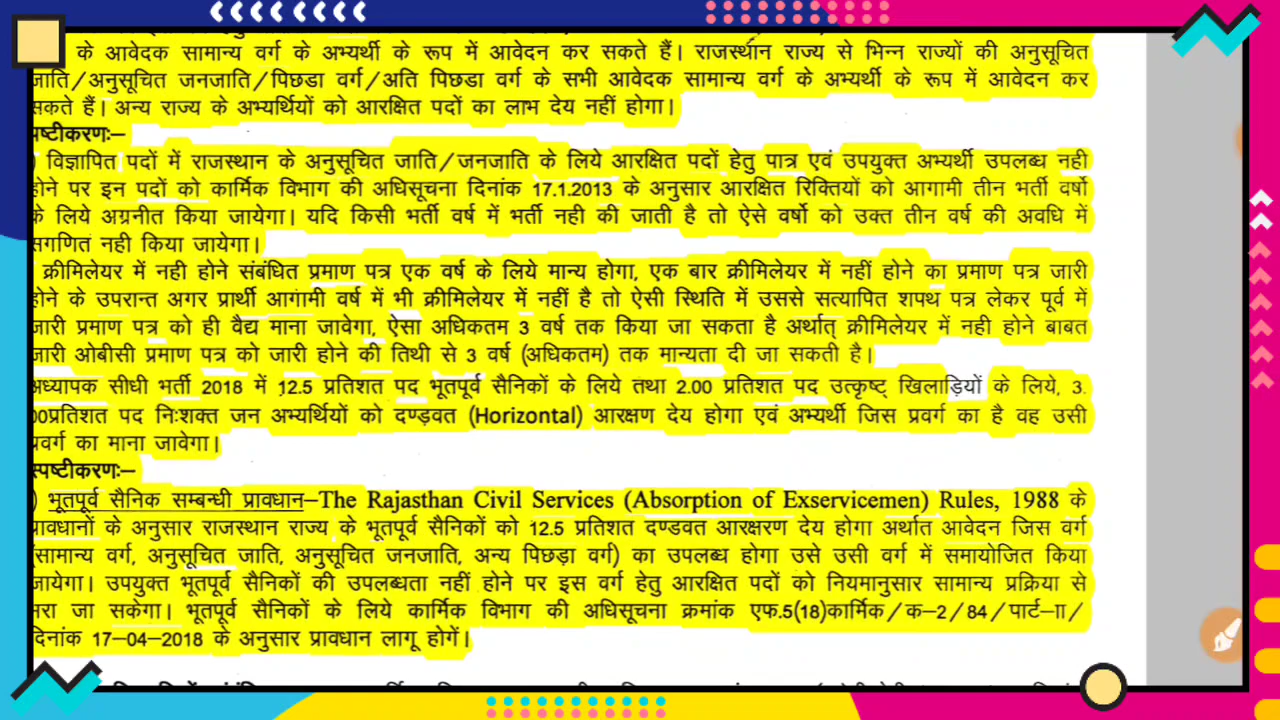 के आवेदक सामान्य वर्ग के अभ्यर्थी के रूप में आवेदन कर सकते हैं। राजस्थान राज्य से भिन्न राज्यों की अनुसूचित
जाति/अनुसूचित जनजाति/पिछडा वर्ग/अति पिछडा वर्ग के सभी आवेदक सामान्य वर्ग के अभ्यर्थी के रूप में आवेदन कर
सकते हैं। अन्य राज्य के अभ्यर्थियों को आरक्षित पदों का लाभ देय नहीं होगा।
ष्पटीकरणः–
) विज्ञापित पदों में राजस्थान के अनुसूचित जाति/जनजाति के लिये आरक्षित पदों हेतु पात्र एवं उपयुक्त अभ्यर्थी उपलब्ध नही
होने पर इन पदों को कार्मिक विभाग की अधिसूचना दिनांक 17.1.2013 के अनुसार आरक्षित रिक्तियों को आगामी तीन भर्ती वर्षो
के लिये अग्रनीत किया जायेगा। यदि किसी भर्ती वर्ष में भर्ती नही की जाती है तो ऐसे वर्षो को उक्त तीन वर्ष की अवधि में
सगणित नही किया जायेगा।
क्रीमिलेयर में नही होने संबंधित प्रमाण पत्र एक वर्ष के लिये मान्य होगा, एक बार क्रीमिलेयर में नहीं होने का प्रमाण पत्र जारी
होने के उपरान्त अगर प्रार्थी आगामी वर्ष में भी क्रीमिलेयर में नहीं है तो ऐसी स्थिति में उससे सत्यापित शपथ पत्र लेकर पूर्व में
जारी प्रमाण पत्र को ही वैद्य माना जावेगा, ऐसा अधिकतम 3 वर्ष तक किया जा सकता है अर्थात् क्रीमिलेयर में नही होने बाबत
जारी ओबीसी प्रमाण पत्र को जारी होने की तिथी से 3 वर्ष (अधिकतम) तक मान्यता दी जा सकती है।
अध्यापक सीधी भर्ती 2018 में 12.5 प्रतिशत पद भूतपूर्व सैनिकों के लिये तथा 2.00 प्रतिशत पद उत्कृष्ट् खिलाड़ियों के लिये, 3.
00प्रतिशत पद निःशक्त जन अभ्यर्थियों को दण्ड़वत (Horizontal) आरक्षण देय होगा एवं अभ्यर्थी जिस प्रवर्ग का है वह उसी
प्रवर्ग का माना जावेगा।
स्पष्टीकरणः–
) भूतपूर्व सैनिक सम्बन्धी प्रावधान–The Rajasthan Civil Services (Absorption of Exservicemen) Rules, 1988 के
प्रावधानों के अनुसार राजस्थान राज्य के भूतपूर्व सैनिकों को 12.5 प्रतिशत दण्डवत आरक्षरण देय होगा अर्थात आवेदन जिस वर्ग
(सामान्य वर्ग, अनुसूचित जाति, अनुसूचित जनजाति, अन्य पिछड़ा वर्ग) का उपलब्ध होगा उसे उसी वर्ग में समायोजित किया
जायेगा। उपयुक्त भूतपूर्व सैनिकों की उपलब्धता नहीं होने पर इस वर्ग हेतु आरक्षित पदों को नियमानुसार सामान्य प्रक्रिया से
भरा जा सकेगा। भूतपूर्व सैनिकों के लिये कार्मिक विभाग की अधिसूचना क्रमांक एफ.5(18)कार्मिक/क–2/84/पार्ट–।।/
दिनांक 17–04–2018 के अनुसार प्रावधान लागू होगें।